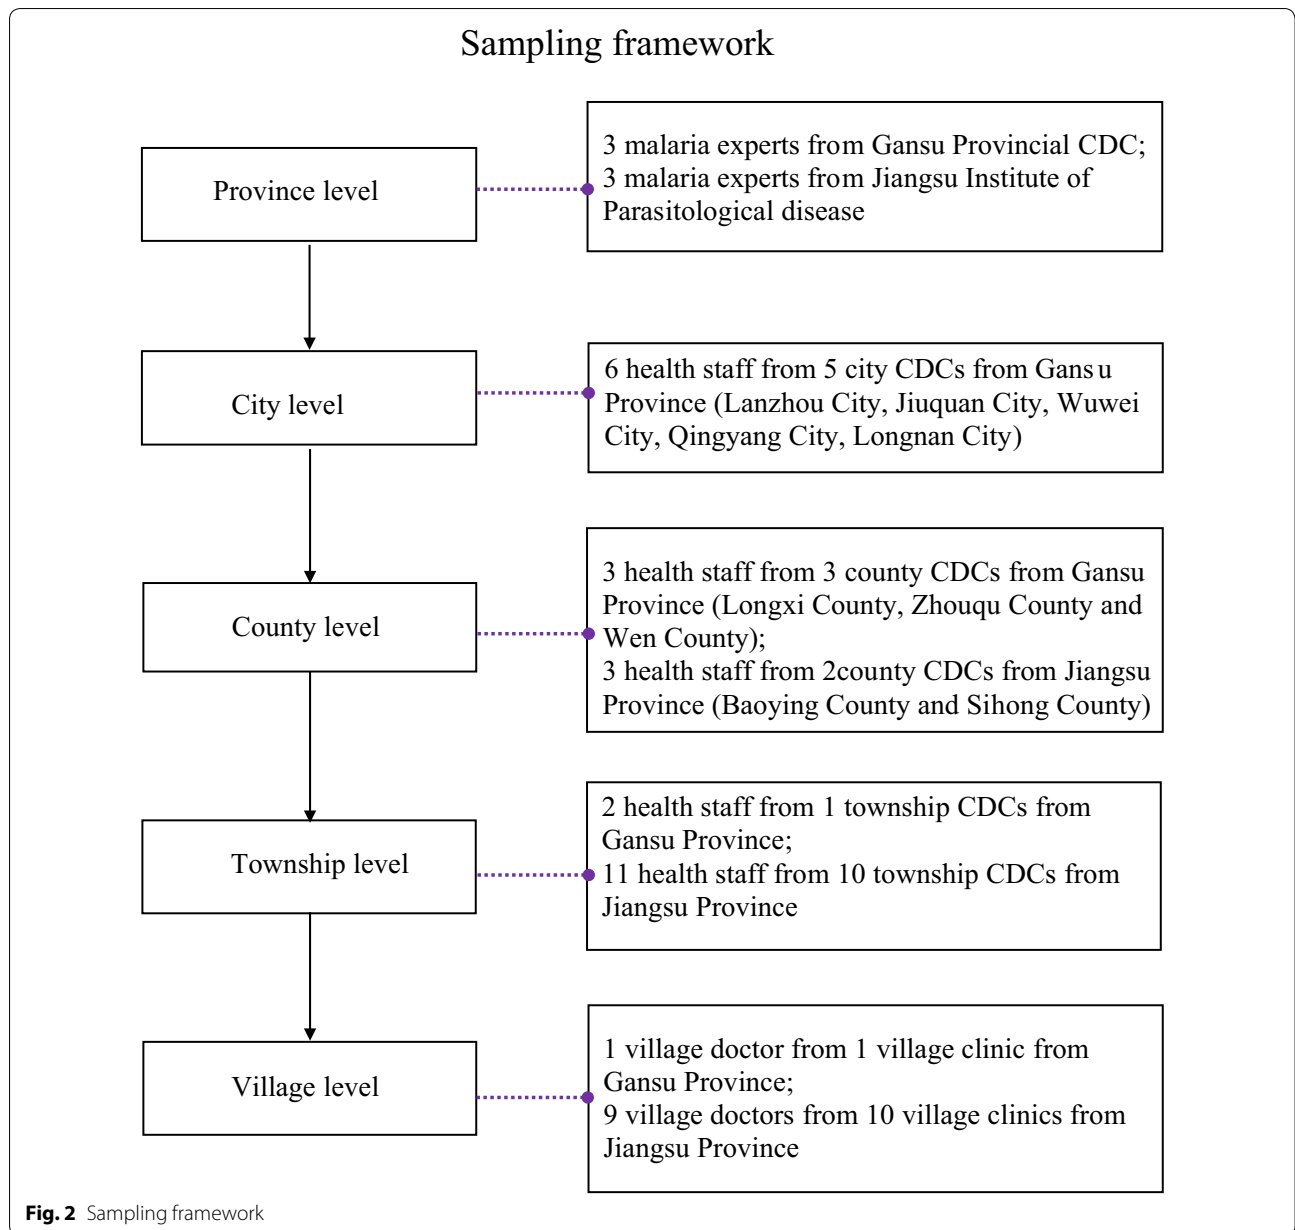 Sampling framework
Province level
3 malaria experts from Gansu Provincial CDC;
3 malaria experts from Jiangsu Institute of
Parasitological disease
City level
6 health staff from 5 city CDCs from Gansu
Province (Lanzhou City, Jiuquan City, Wuwei
City, Qingyang City, Longnan City)
County level
3 health staff from 3 county CDCs from Gansu
Province (Longxi County, Zhouqu County and
Wen County);
3 health staff from 2county CDCs from Jiangsu
Province (Baoying County and Sihong County)
Township level
2 health staff from 1 township CDCs from
Gansu Province;
11 health staff from 10 township CDCs from
Jiangsu Province
Village level
1 village doctor from 1 village clinic from
Gansu Province;
9 village doctors from 10 village clinics from
Jiangsu Province
Fig. 2 Sampling framework